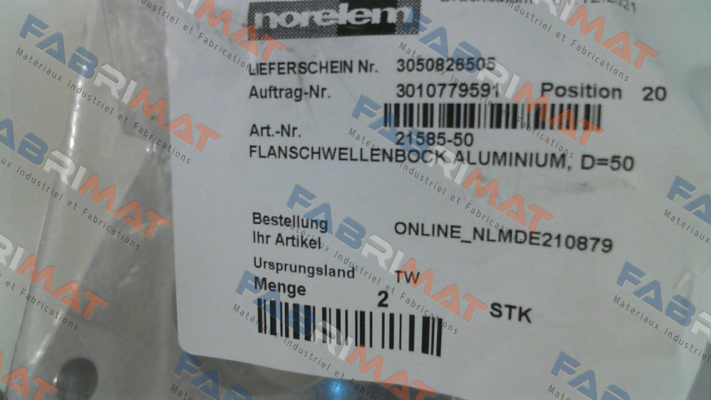 norelem
LIEFERSCHEIN Nr. 3050826505
Auftrag-Nr. 3010779591 Position 20
Art.-Nr. 21585-50
FLANSCHWELLENBOCK ALUMINIUM, D=50
Bestellung ONLINE_NLMDE210879
Ihr Artikel
Ursprungsland TW
Menge 2 STK
FABRIMAT
Matériaux Industriel et Fabrications